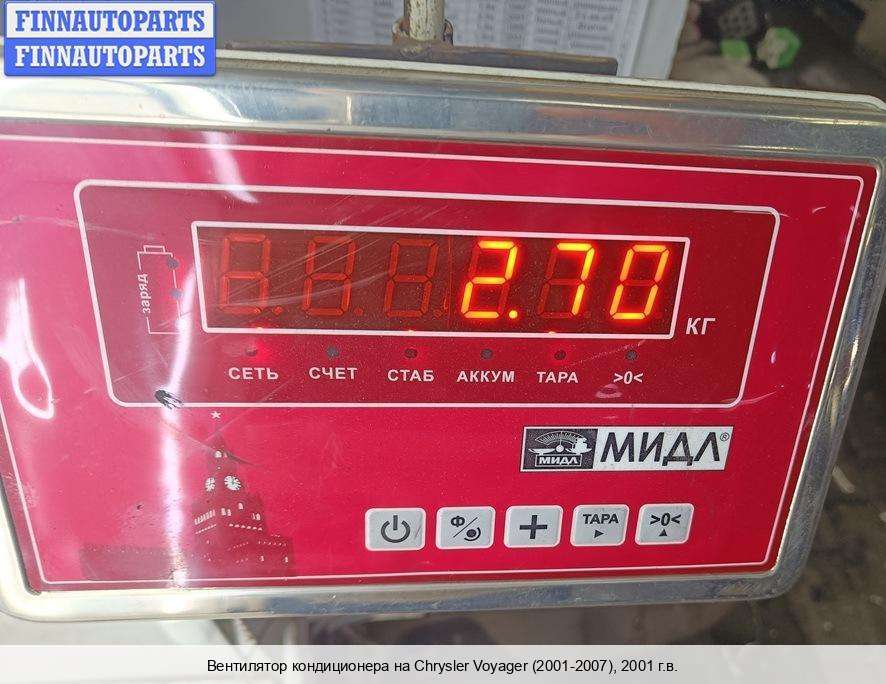 FINNAUTOPARTS
FINNAUTOPARTS
заряд
2.70
КГ
СЕТЬ СЧЕТ СТАБ АККУМ ТАРА >0<
МИДЛ МИДЛ®
Ф ТАРА >0<
Вентилятор кондиционера на Chrysler Voyager (2001-2007), 2001 г.в.